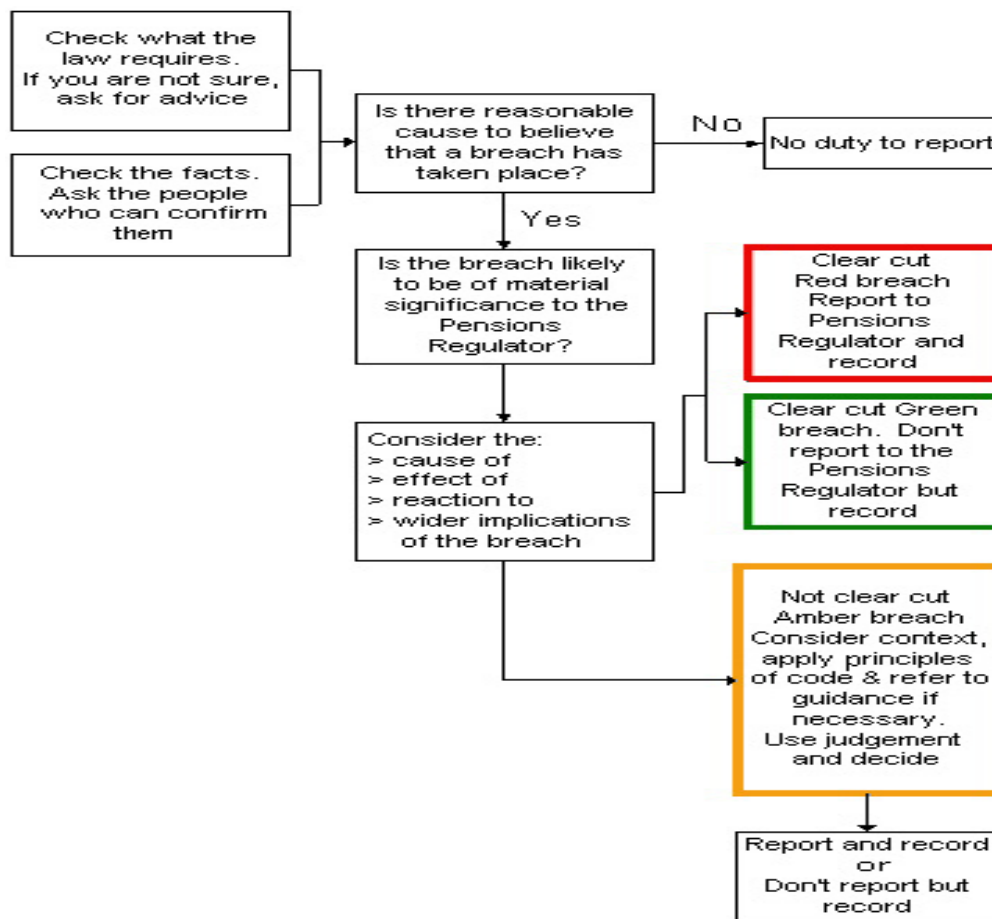 Check what the
law requires.
If you are not sure,
ask for advice
Check the facts.
Ask the people
who can confirm
them
Is there reasonable
cause to believe
that a breach has
taken place?
No
No duty to report
Yes
Is the breach likely
to be of material
significance to the
Pensions
Regulator?
Clear cut
Red breach
Report to
Pensions
Regulator and
record
Clear cut Green
breach. Don't
report to the
Pensions
Regulator but
record
Consider the:
> cause of
> effect of
> reaction to
> wider implications
of the breach
Not clear cut
Amber breach
Consider context,
apply principles
of code & refer to
guidance if
necessary.
Use judgement
and decide
Report and record
or
Don't report but
record